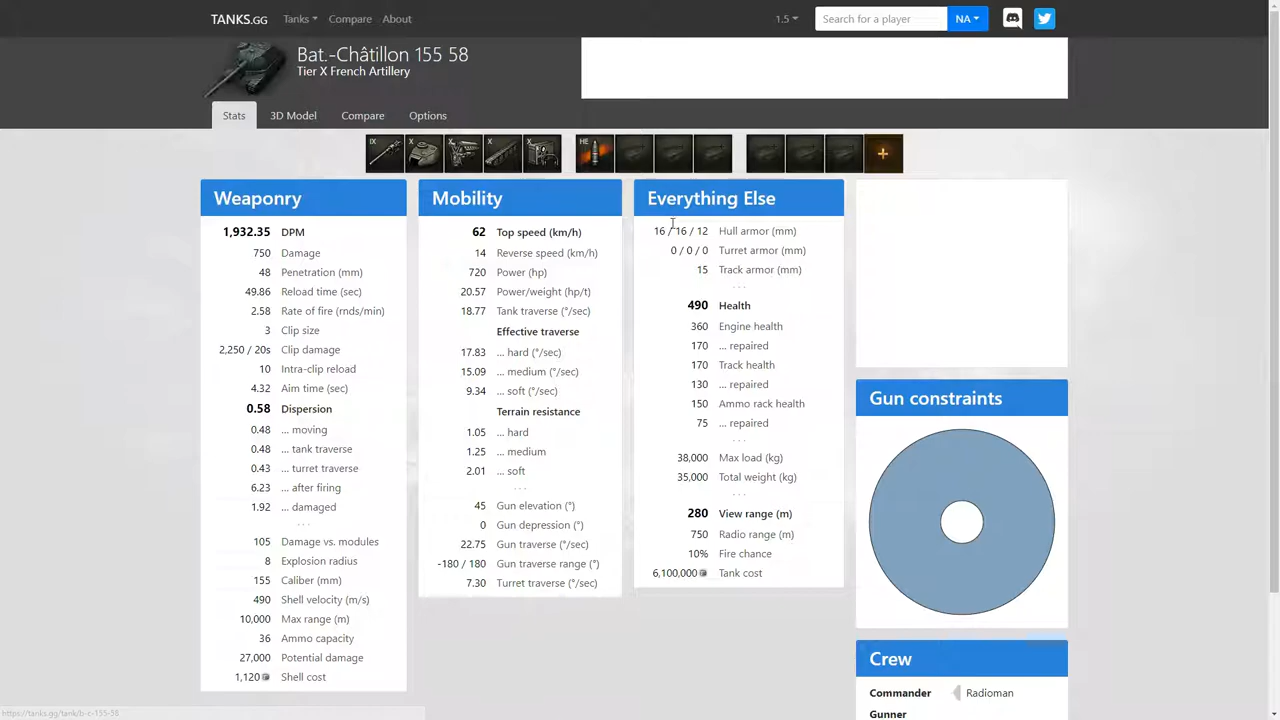 TANKS.GG Tanks Compare About 1.5 Search for a player NA
Bat.-Châtillon 155 58
Tier X French Artillery
Stats 3D Model Compare Options
IX X X X X HE +
Weaponry
1,932.35 DPM
750 Damage
48 Penetration (mm)
49.86 Reload time (sec)
2.58 Rate of fire (rnds/min)
3 Clip size
2,250 / 20s Clip damage
10 Intra-clip reload
4.32 Aim time (sec)
0.58 Dispersion
0.48 ... moving
0.48 ... tank traverse
0.43 ... turret traverse
6.23 ... after firing
1.92 ... damaged
...
105 Damage vs. modules
8 Explosion radius
155 Caliber (mm)
490 Shell velocity (m/s)
10,000 Max range (m)
36 Ammo capacity
27,000 Potential damage
1,120 Shell cost
Mobility
62 Top speed (km/h)
14 Reverse speed (km/h)
720 Power (hp)
20.57 Power/weight (hp/t)
18.77 Tank traverse (°/sec)
Effective traverse
17.83 ... hard (°/sec)
15.09 ... medium (°/sec)
9.34 ... soft (°/sec)
Terrain resistance
1.05 ... hard
1.25 ... medium
2.01 ... soft
...
45 Gun elevation (°)
0 Gun depression (°)
22.75 Gun traverse (°/sec)
-180 / 180 Gun traverse range (°)
7.30 Turret traverse (°/sec)
Everything Else
16 / 16 / 12 Hull armor (mm)
0 / 0 / 0 Turret armor (mm)
15 Track armor (mm)
...
490 Health
360 Engine health
170 ... repaired
170 Track health
130 ... repaired
150 Ammo rack health
75 ... repaired
...
38,000 Max load (kg)
35,000 Total weight (kg)
...
280 View range (m)
750 Radio range (m)
10% Fire chance
6,100,000 Tank cost
Gun constraints
Crew
Commander Radioman
Gunner
https://tanks.gg/tank/b-c-155-58